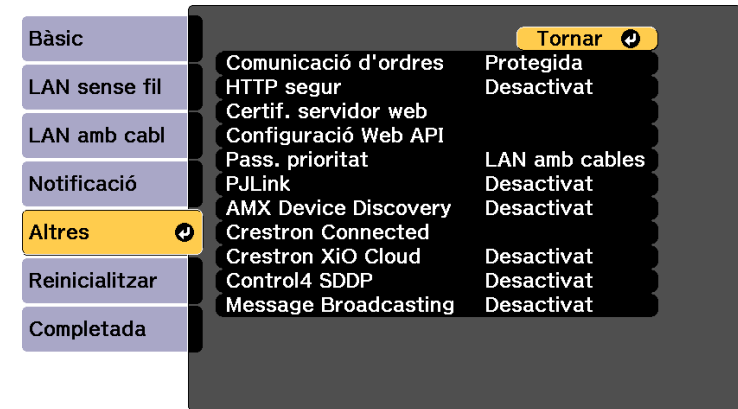 Bàsic
LAN sense fil
LAN amb cabl
Notificació
Altres
Reinicialitzar
Completada
Tornar
Comunicació d'ordres Protegida
HTTP segur Desactivat
Certif. servidor web
Configuració Web API
Pass. prioritat LAN amb cables
PJLink Desactivat
AMX Device Discovery Desactivat
Crestron Connected
Crestron XiO Cloud Desactivat
Control4 SDDP Desactivat
Message Broadcasting Desactivat